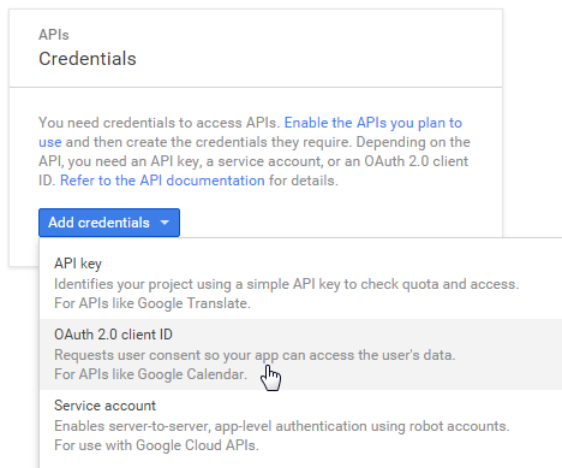 APIs
Credentials
You need credentials to access APIs. Enable the APIs you plan to
use and then create the credentials they require. Depending on the
API, you need an API key, a service account, or an OAuth 2.0 client
ID. Refer to the API documentation for details.
Add credentials
API key
Identifies your project using a simple API key to check quota and access.
For APIs like Google Translate.
OAuth 2.0 client ID
Requests user consent so your app can access the user's data.
For APIs like Google Calendar.
Service account
Enables server-to-server, app-level authentication using robot accounts.
For use with Google Cloud APIs.